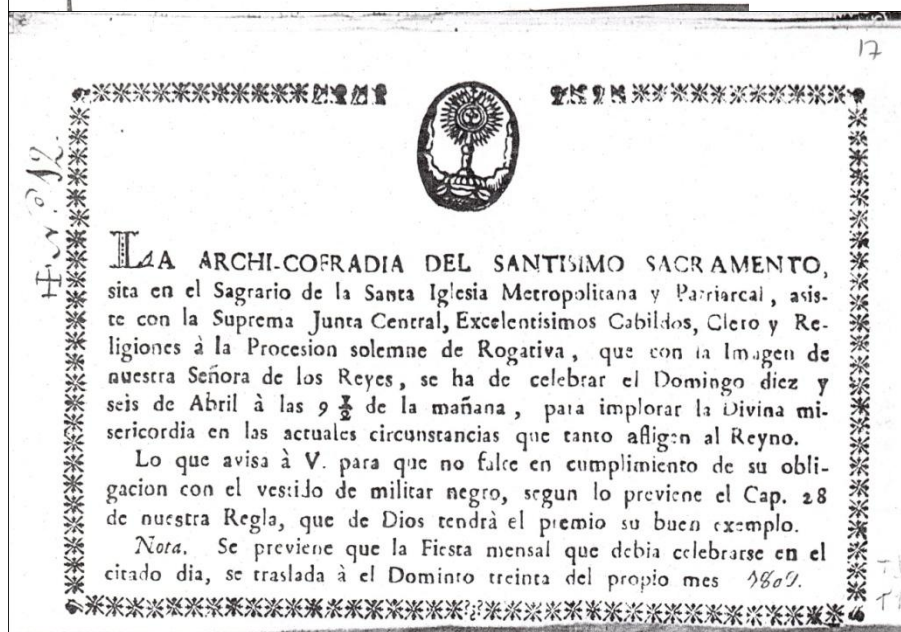 17
N.º 12.
LA ARCHI-COFRADIA DEL SANTISIMO SACRAMENTO,
sita en el Sagrario de la Santa Iglesia Metropolitana y Patriarcal, asis-
te con la Suprema Junta Central, Excelentisimos Cabildos, Clero y Re-
ligiones à la Procesion solemne de Rogativa, que con la Imagen de
nuestra Señora de los Reyes, se ha de celebrar el Domingo diez y
seis de Abril à las 9 ½ de la mañana, para implorar la Divina mi-
sericordia en las actuales circunstancias que tanto afligen al Reyno.
Lo que avisa à V. para que no falte en cumplimiento de su obli-
gacion con el vestido de militar negro, segun lo previene el Cap. 28
de nuestra Regla, que de Dios tendrà el premio su buen exemplo.
Nota. Se previene que la Fiesta mensal que debia celebrarse en el
citado dia, se traslada à el Dominto treinta del propio mes 1809.